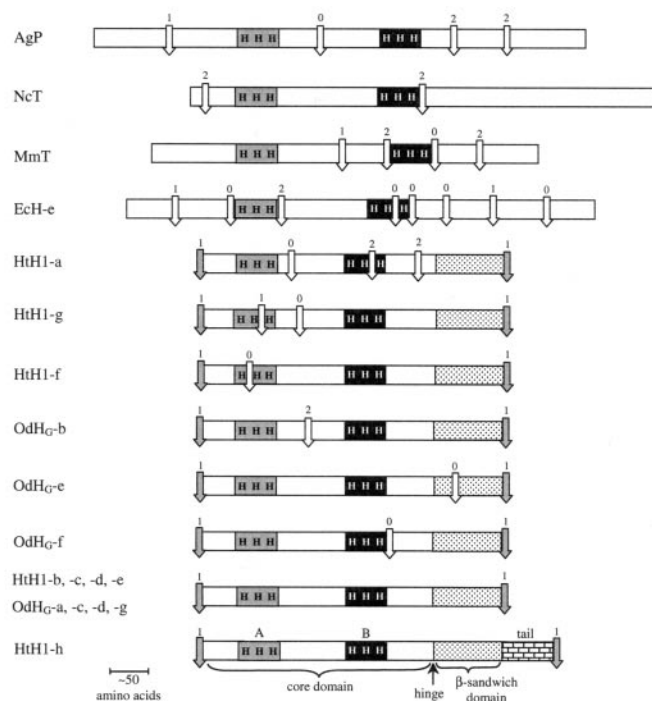 1 0 2 2
AgP H H H H H H
2 2
NcT H H H H H H
1 2 0 2
MmT H H H H H H
1 0 2 0 0 0 1 0
EcH-e H H H H H H
1 0 2 2 1
HtH1-a H H H H H H
1 1 0 1
HtH1-g H H H H H H
1 0 1
HtH1-f H H H H H H
1 2 1
OdHG-b H H H H H H
1 0 1
OdHG-e H H H H H H
1 0 1
OdHG-f H H H H H H
HtH1-b, -c, -d, -e 1 1
H H H H H H
OdHG-a, -c, -d, -g
1 A B tail 1
HtH1-h H H H H H H
~50
amino acids
core domain hinge β-sandwich
domain